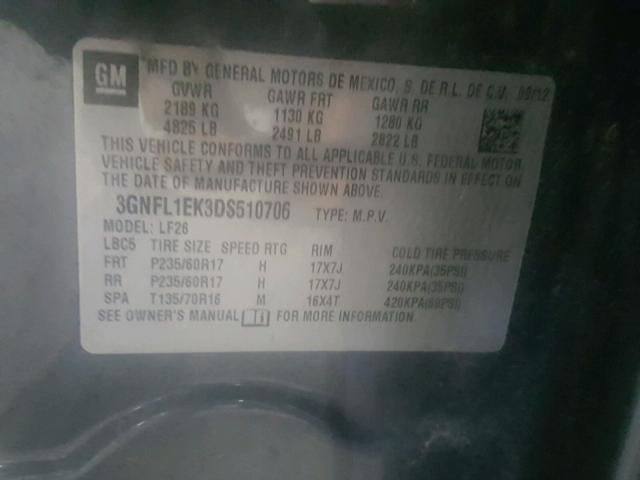 GM
MFD BY GENERAL MOTORS DE MEXICO, S. DE R.L. DE C.V. 09/12
GVWR GAWR FRT GAWR RR
2189 KG 1130 KG 1280 KG
4825 LB 2491 LB 2822 LB
THIS VEHICLE CONFORMS TO ALL APPLICABLE U.S. FEDERAL MOTOR
VEHICLE SAFETY AND THEFT PREVENTION STANDARDS IN EFFECT ON
THE DATE OF MANUFACTURE SHOWN ABOVE.
3GNFL1EK3DS510706 TYPE: M.P.V.
MODEL: LF26
LBC5 TIRE SIZE SPEED RTG RIM COLD TIRE PRESSURE
FRT P235/60R17 H 17X7J 240KPA(35PSI)
RR P235/60R17 H 17X7J 240KPA(35PSI)
SPA T135/70R16 M 16X4T 420KPA(60PSI)
SEE OWNER'S MANUAL i FOR MORE INFORMATION